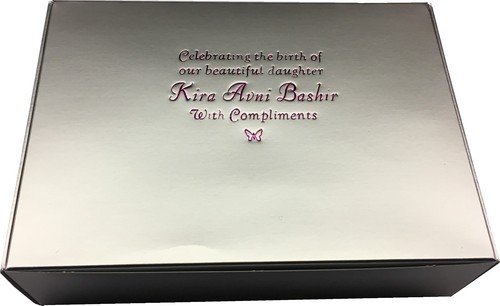 Celebrating the birth of
our beautiful daughter
Kira Avni Bashir
With Compliments